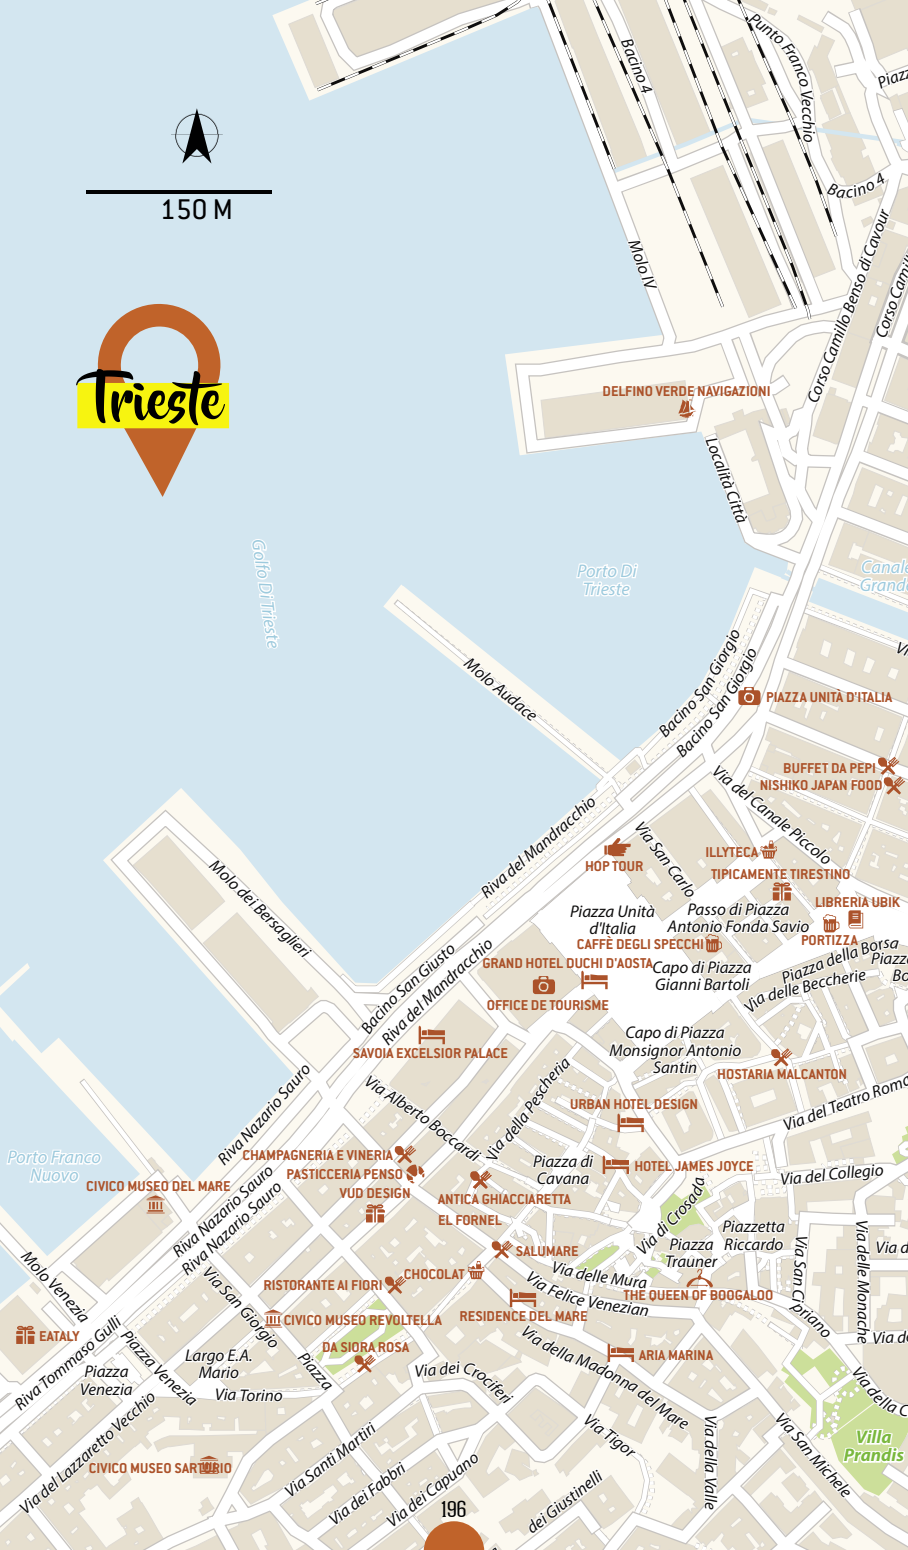 Punto Franco Vecchio
Bacino 4
Piazz
Bacino 4
150 M
Molo IV
Corso Camillo Benso di Cavour
Corso Camill
Trieste
DELFINO VERDE NAVIGAZIONI
Località Città
Golfo Di Trieste
Porto Di
Trieste
Canale
Grande
Molo Audace
Bacino San Giorgio
Bacino San Giorgio
Vi
PIAZZA UNITÀ D'ITALIA
BUFFET DA PEPI
NISHIKO JAPAN FOOD
Via del Canale Piccolo
Riva del Mandracchio
Via San Carlo
HOP TOUR
ILLYTECA
TIPICAMENTE TIRESTINO
LIBRERIA UBIK
Molo dei Bersaglieri
Piazza Unità
d'Italia
Passo di Piazza
Antonio Fonda Savio
PORTIZZA
CAFFÈ DEGLI SPECCHI
Piazza della Borsa
Piazz
Bo
Bacino San Giusto
Riva del Mandracchio
GRAND HOTEL DUCHI D'AOSTA
Capo di Piazza
Gianni Bartoli
Via delle Beccherie
OFFICE DE TOURISME
SAVOIA EXCELSIOR PALACE
Capo di Piazza
Monsignor Antonio
Santin
HOSTARIA MALCANTON
Riva Nazario Sauro
Via Alberto Boccardi
Via della Pescheria
URBAN HOTEL DESIGN
Via del Teatro Roma
Porto Franco
Nuovo
CHAMPAGNERIA E VINERIA
PASTICCERIA PENSO
VUD DESIGN
Piazza di
Cavana
HOTEL JAMES JOYCE
Via del Collegio
CIVICO MUSEO DEL MARE
ANTICA GHIACCIARETTA
EL FORNEL
Riva Nazario Sauro
Riva Nazario Sauro
Via di Crosada
Piazzetta
Riccardo
Piazza
Trauner
Via San Cipriano
Via delle Monache
Via d
Molo Venezia
SALUMARE
CHOCOLAT
RISTORANTE AI FIORI
Via delle Mura
THE QUEEN OF BOOGALOO
Via Felice Venezian
Via San Giorgio
CIVICO MUSEO REVOLTELLA
RESIDENCE DEL MARE
EATALY
Riva Tommaso Gulli
Piazza Venezia
DA SIORA ROSA
Via della Madonna del Mare
ARIA MARINA
Via de
Largo E.A.
Mario
Piazza
Piazza
Venezia
Via Torino
Via dei Crociferi
Via della C
Via del Lazzaretto Vecchio
Via Santi Martiri
Via Tigor
Via della Valle
Via San Michele
Villa
Prandis
CIVICO MUSEO SARTORIO
Via dei Fabbri
Via dei Capuano
dei Giustinelli
196